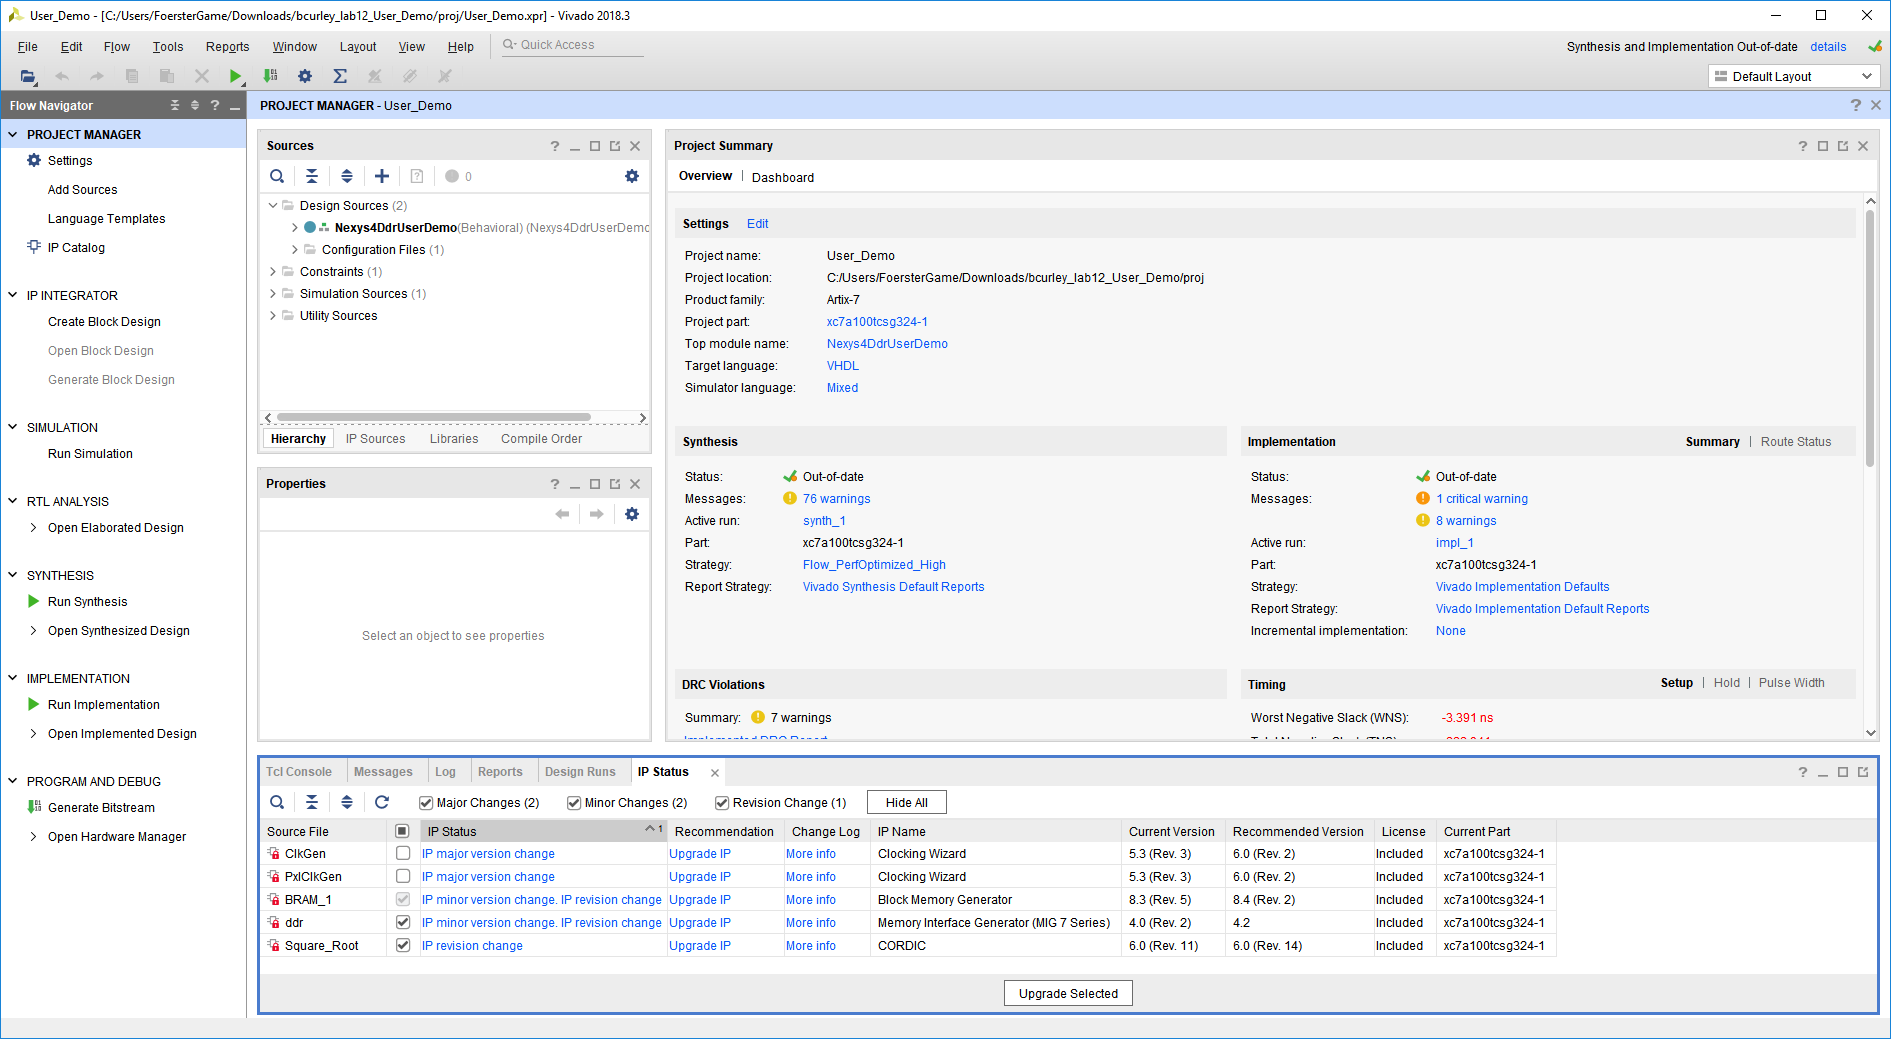 User_Demo - [C:/Users/FoersterGame/Downloads/bcurley_lab12_User_Demo/proj/User_Demo.xpr] - Vivado 2018.3
File Edit Flow Tools Reports Window Layout View Help Quick Access
Synthesis and Implementation Out-of-date details
Default Layout
Flow Navigator
PROJECT MANAGER
Settings
Add Sources
Language Templates
IP Catalog
IP INTEGRATOR
Create Block Design
Open Block Design
Generate Block Design
SIMULATION
Run Simulation
RTL ANALYSIS
Open Elaborated Design
SYNTHESIS
Run Synthesis
Open Synthesized Design
IMPLEMENTATION
Run Implementation
Open Implemented Design
PROGRAM AND DEBUG
Generate Bitstream
Open Hardware Manager
PROJECT MANAGER - User_Demo
Sources
0
Design Sources (2)
Nexys4DdrUserDemo(Behavioral) (Nexys4DdrUserDemo
Configuration Files (1)
Constraints (1)
Simulation Sources (1)
Utility Sources
Hierarchy IP Sources Libraries Compile Order
Properties
Select an object to see properties
Project Summary
Overview | Dashboard
Settings Edit
Project name: User_Demo
Project location: C:/Users/FoersterGame/Downloads/bcurley_lab12_User_Demo/proj
Product family: Artix-7
Project part: xc7a100tcsg324-1
Top module name: Nexys4DdrUserDemo
Target language: VHDL
Simulator language: Mixed
Synthesis
Status: Out-of-date
Messages: 76 warnings
Active run: synth_1
Part: xc7a100tcsg324-1
Strategy: Flow_PerfOptimized_High
Report Strategy: Vivado Synthesis Default Reports
Implementation Summary | Route Status
Status: Out-of-date
Messages: 1 critical warning
8 warnings
Active run: impl_1
Part: xc7a100tcsg324-1
Strategy: Vivado Implementation Defaults
Report Strategy: Vivado Implementation Default Reports
Incremental implementation: None
DRC Violations
Summary: 7 warnings
Implemented DRC Report
Timing Setup | Hold | Pulse Width
Worst Negative Slack (WNS): -3.391 ns
Total Negative Slack (TNS):
Tcl Console Messages Log Reports Design Runs IP Status
Major Changes (2) Minor Changes (2) Revision Change (1) Hide All
Source File IP Status 1 Recommendation Change Log IP Name Current Version Recommended Version License Current Part
ClkGen IP major version change Upgrade IP More info Clocking Wizard 5.3 (Rev. 3) 6.0 (Rev. 2) Included xc7a100tcsg324-1
PxlClkGen IP major version change Upgrade IP More info Clocking Wizard 5.3 (Rev. 3) 6.0 (Rev. 2) Included xc7a100tcsg324-1
BRAM_1 IP minor version change. IP revision change Upgrade IP More info Block Memory Generator 8.3 (Rev. 5) 8.4 (Rev. 2) Included xc7a100tcsg324-1
ddr IP minor version change. IP revision change Upgrade IP More info Memory Interface Generator (MIG 7 Series) 4.0 (Rev. 2) 4.2 Included xc7a100tcsg324-1
Square_Root IP revision change Upgrade IP More info CORDIC 6.0 (Rev. 11) 6.0 (Rev. 14) Included xc7a100tcsg324-1
Upgrade Selected